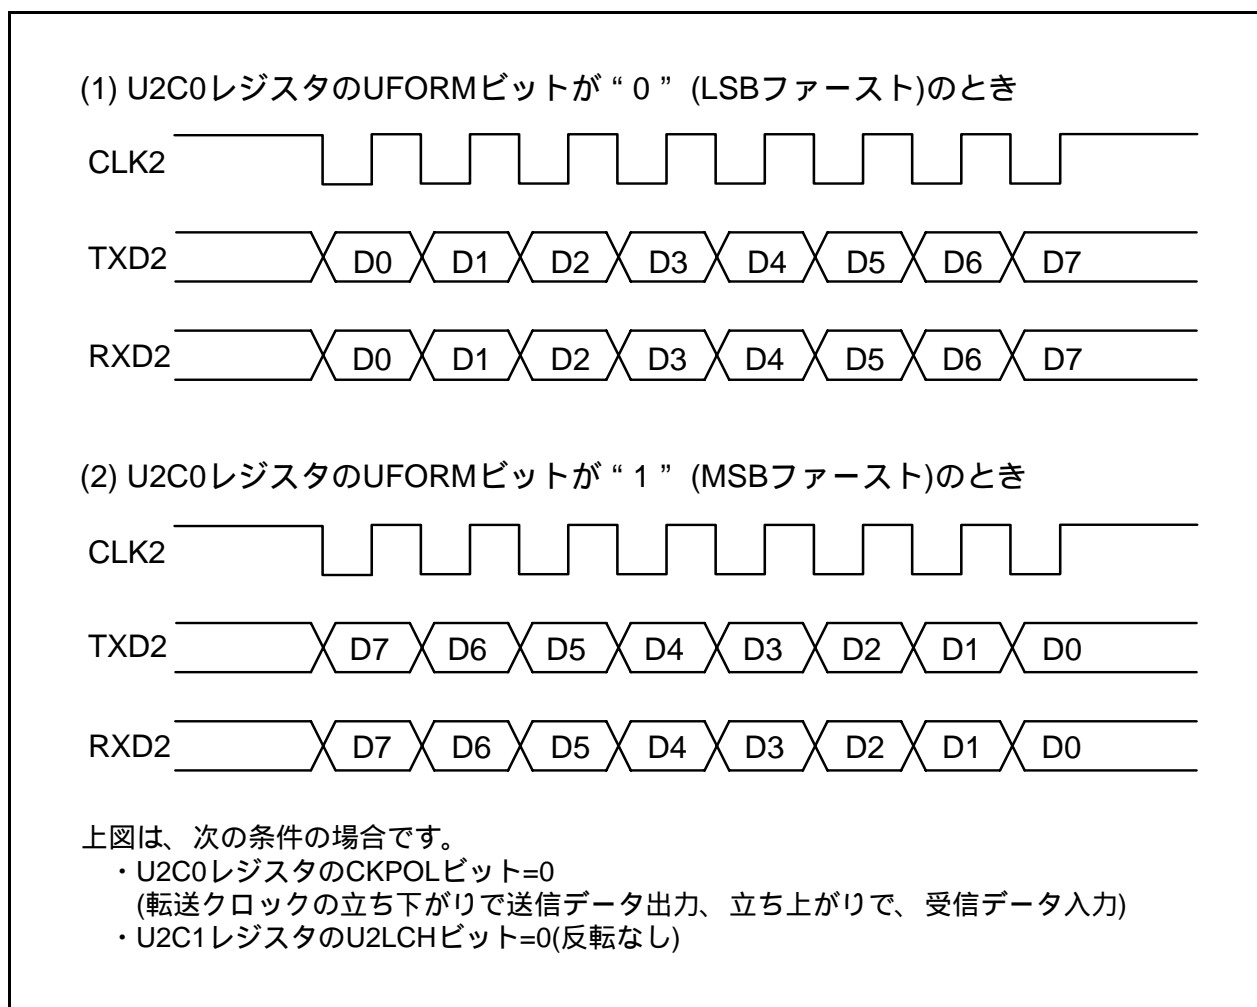 (1) U2C0レジスタのUFORMビットが“0”(LSBファースト)のとき
CLK2
TXD2 D0 D1 D2 D3 D4 D5 D6 D7
RXD2 D0 D1 D2 D3 D4 D5 D6 D7
(2) U2C0レジスタのUFORMビットが“1”(MSBファースト)のとき
CLK2
TXD2 D7 D6 D5 D4 D3 D2 D1 D0
RXD2 D7 D6 D5 D4 D3 D2 D1 D0
上図は、次の条件の場合です。
・U2C0レジスタのCKPOLビット=0
(転送クロックの立ち下がりで送信データ出力、立ち上がりで、受信データ入力)
・U2C1レジスタのU2LCHビット=0(反転なし)